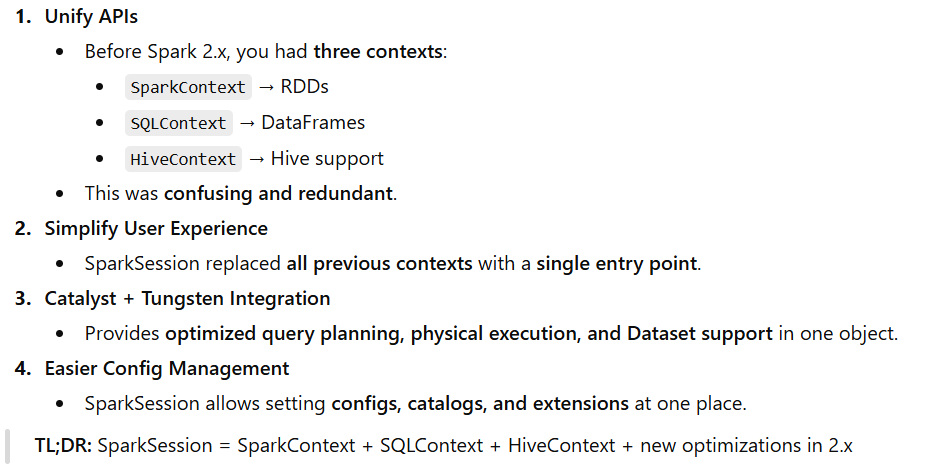 1. Unify APIs
• Before Spark 2.x, you had three contexts:
• SparkContext → RDDs
• SQLContext → DataFrames
• HiveContext → Hive support
• This was confusing and redundant.
2. Simplify User Experience
• SparkSession replaced all previous contexts with a single entry point.
3. Catalyst + Tungsten Integration
• Provides optimized query planning, physical execution, and Dataset support in one object.
4. Easier Config Management
• SparkSession allows setting configs, catalogs, and extensions at one place.
TL;DR: SparkSession = SparkContext + SQLContext + HiveContext + new optimizations in 2.x